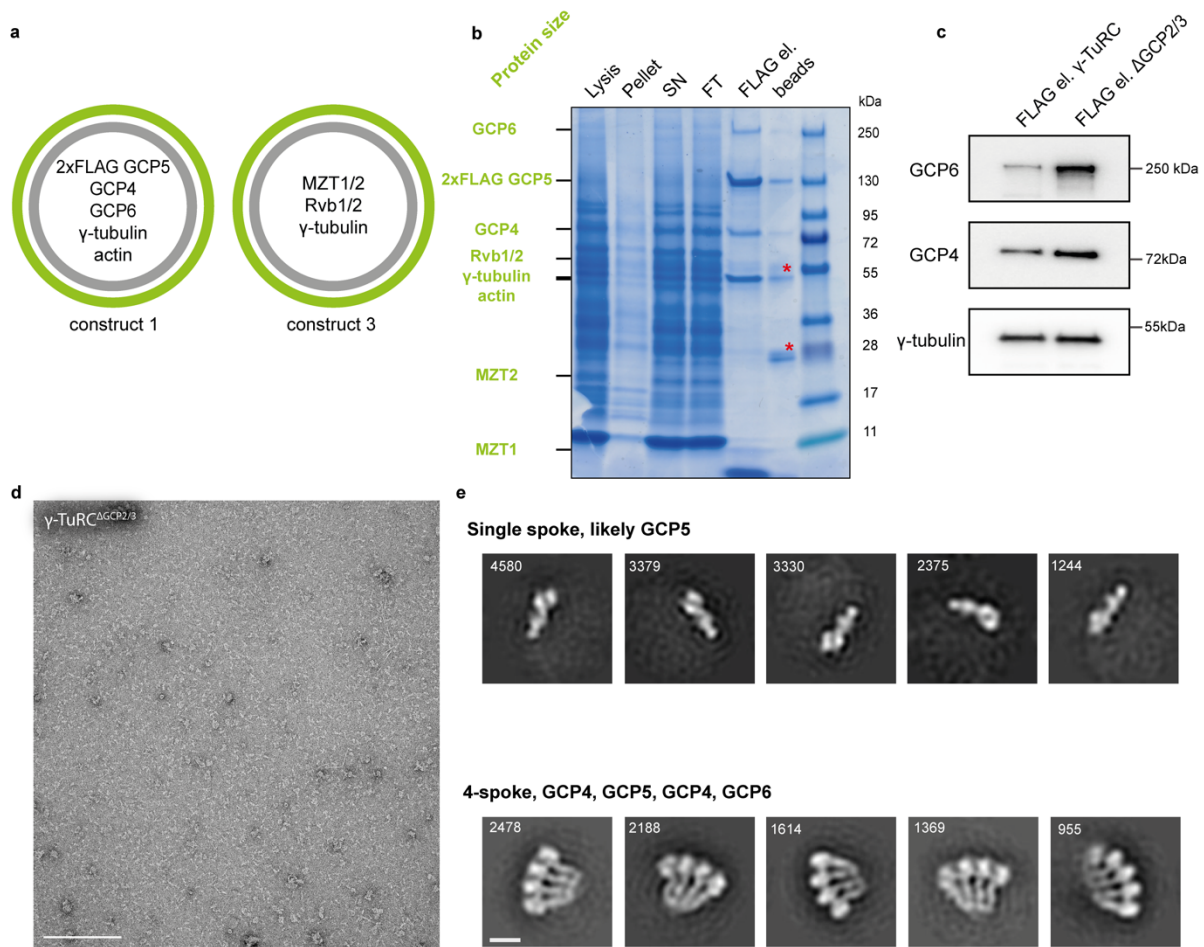 a
2xFLAG GCP5
GCP4
GCP6
γ-tubulin
actin
construct 1
MZT1/2
Rvb1/2
γ-tubulin
construct 3
b
Protein size
Lysis
Pellet
SN
FT
FLAG el.
beads
kDa
GCP6
2xFLAG GCP5
GCP4
Rvb1/2
γ-tubulin
actin
MZT2
MZT1
250
130
95
72
55
36
28
17
11
*
*
c
FLAG el. γ-TuRC
FLAG el. ΔGCP2/3
GCP6
250 kDa
GCP4
72kDa
γ-tubulin
55kDa
d
γ-TuRCΔGCP2/3
e
Single spoke, likely GCP5
4580
3379
3330
2375
1244
4-spoke, GCP4, GCP5, GCP4, GCP6
2478
2188
1614
1369
955